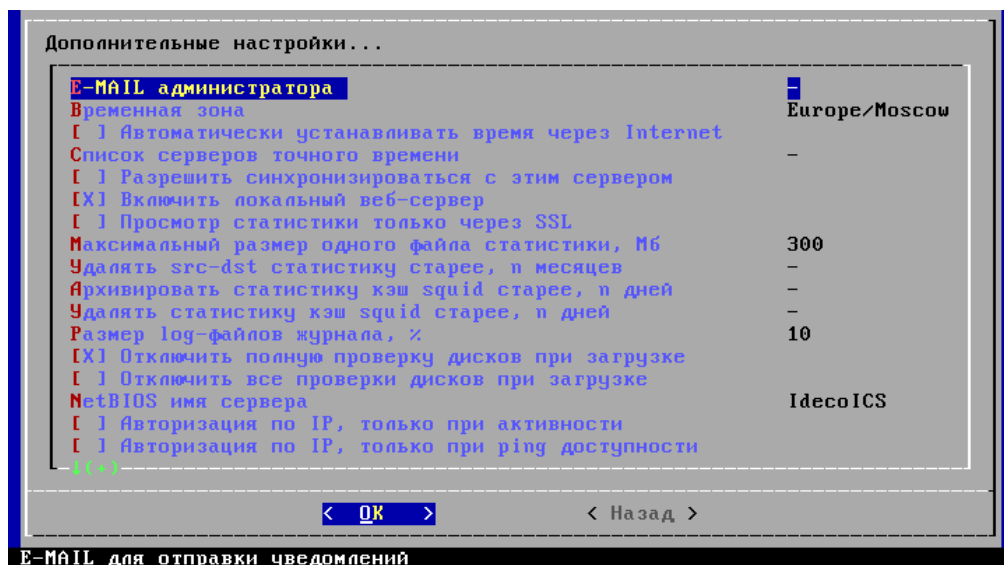 Дополнительные настройки...
E-MAIL администратора -
Временная зона Europe/Moscow
[ ] Автоматически устанавливать время через Internet
Список серверов точного времени -
[ ] Разрешить синхронизироваться с этим сервером
[X] Включить локальный веб-сервер
[ ] Просмотр статистики только через SSL
Максимальный размер одного файла статистики, Мб 300
Удалять src-dst статистику старее, n месяцев -
Архивировать статистику кэш squid старее, n дней -
Удалять статистику кэш squid старее, n дней -
Размер log-файлов журнала, % 10
[X] Отключить полную проверку дисков при загрузке
[ ] Отключить все проверки дисков при загрузке
NetBIOS имя сервера IdecoICS
[ ] Авторизация по IP, только при активности
[ ] Авторизация по IP, только при ping доступности
↓(+)
< OK > < Назад >
E-MAIL для отправки уведомлений